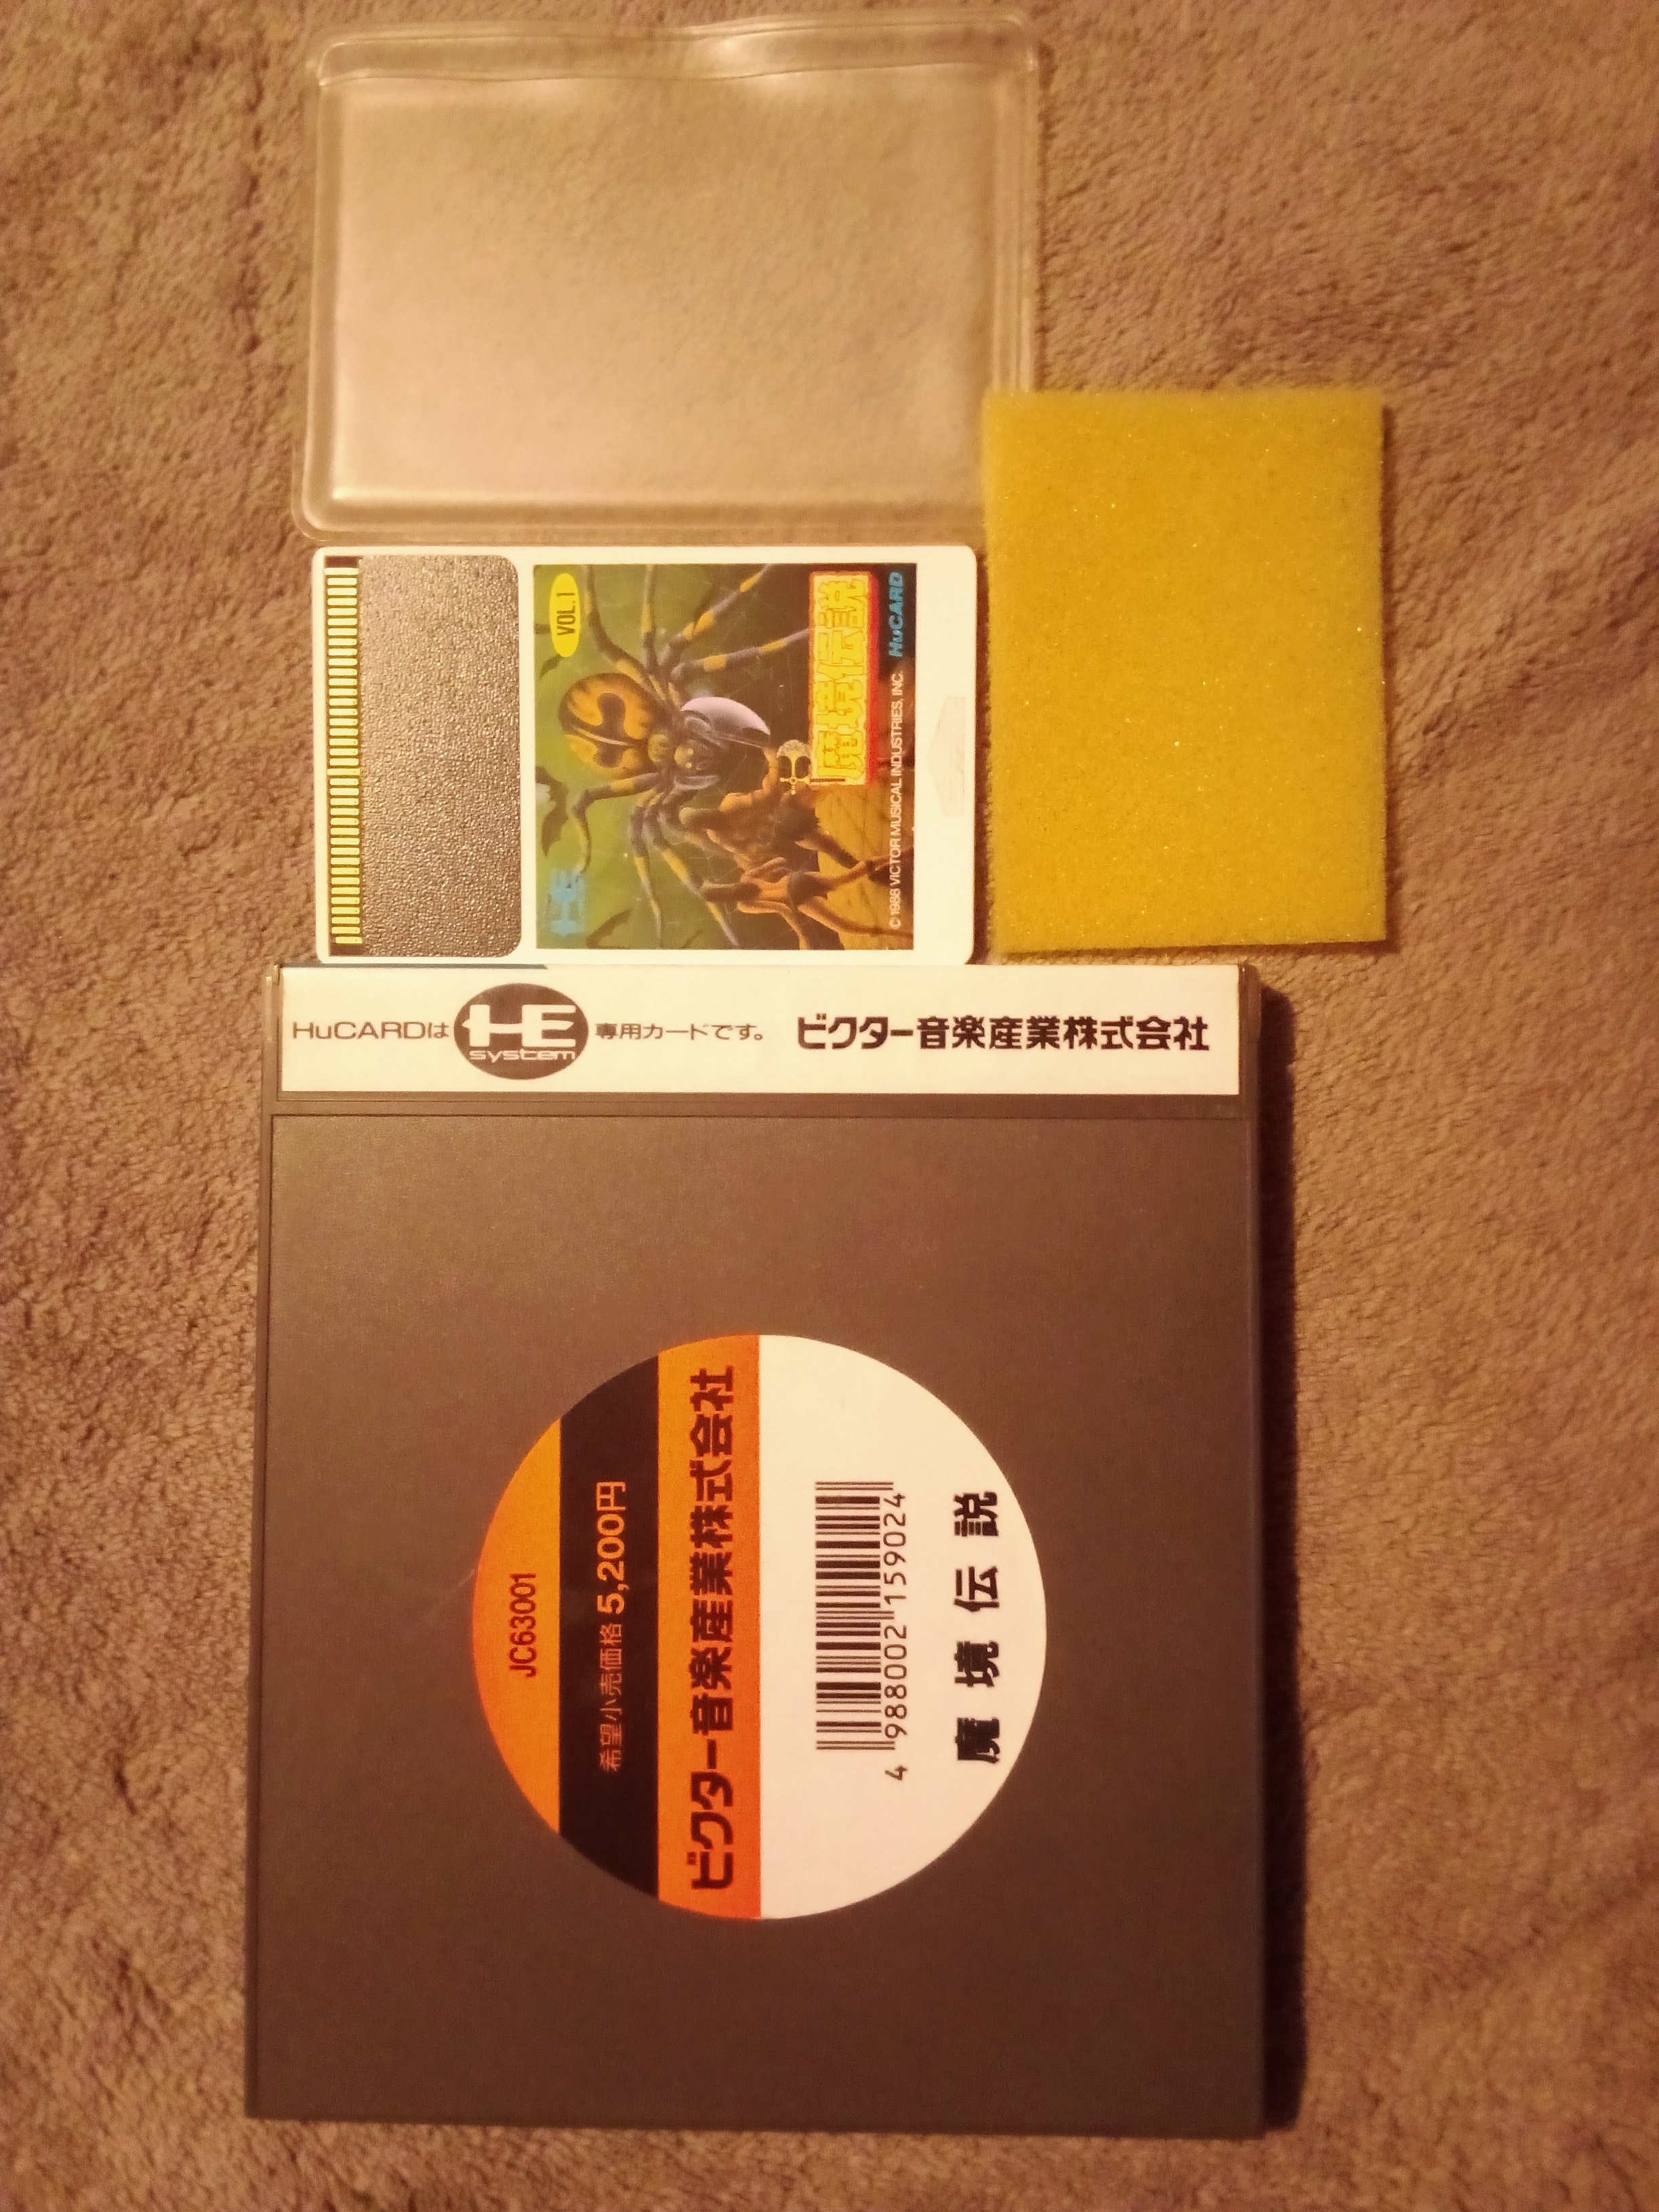 VOL.1
HE
魔境伝説
©1988 VICTOR MUSICAL INDUSTRIES, INC. HuCARD
HuCARDは HE system 専用カードです。 ビクター音楽産業株式会社
JC63001
希望小売価格 5,200円
ビクター音楽産業株式会社
4 988002 159024
魔境伝説